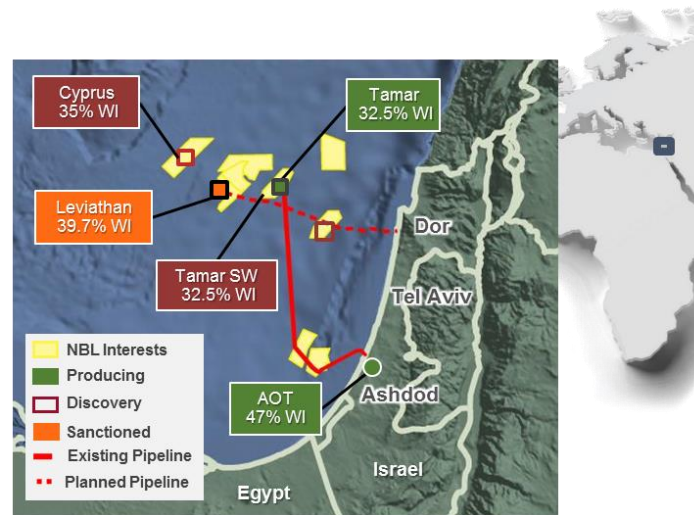 Cyprus
35% WI
Tamar
32.5% WI
Leviathan
39.7% WI
Tamar SW
32.5% WI
Dor
Tel Aviv
NBL Interests
Producing
Discovery
Sanctioned
Existing Pipeline
Planned Pipeline
AOT
47% WI
Ashdod
Israel
Egypt